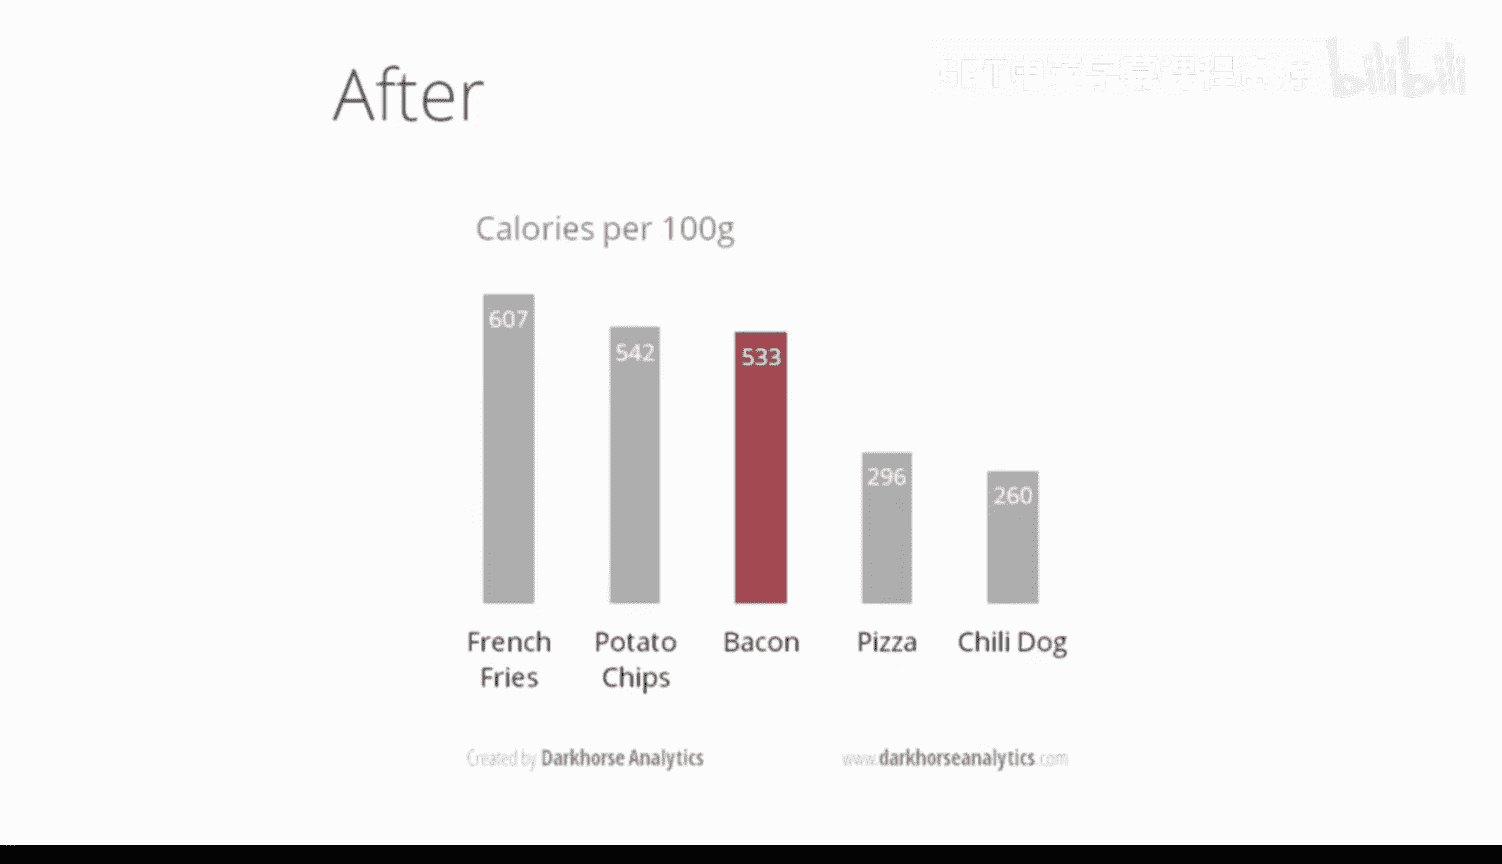 After
bilibili
Calories per 100g
607
542
533
296
260
French
Fries
Potato
Chips
Bacon
Pizza
Chili Dog
Created by Darkhorse Analytics
www.darkhorseanalytics.com